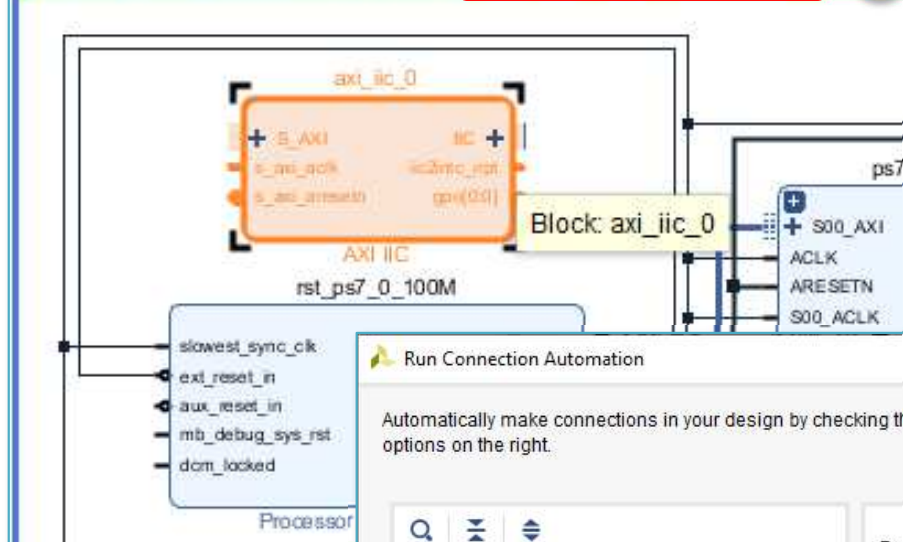 axi_iic_0
S_AXI
IIC
s_axi_aclk
iic2intc_irpt
s_axi_aresetn
gpo[0:0]
AXI IIC
Block: axi_iic_0
ps7
S00_AXI
ACLK
ARESETN
S00_ACLK
rst_ps7_0_100M
slowest_sync_clk
ext_reset_in
aux_reset_in
mb_debug_sys_rst
dcm_locked
Processor
Run Connection Automation
Automatically make connections in your design by checking th
options on the right.